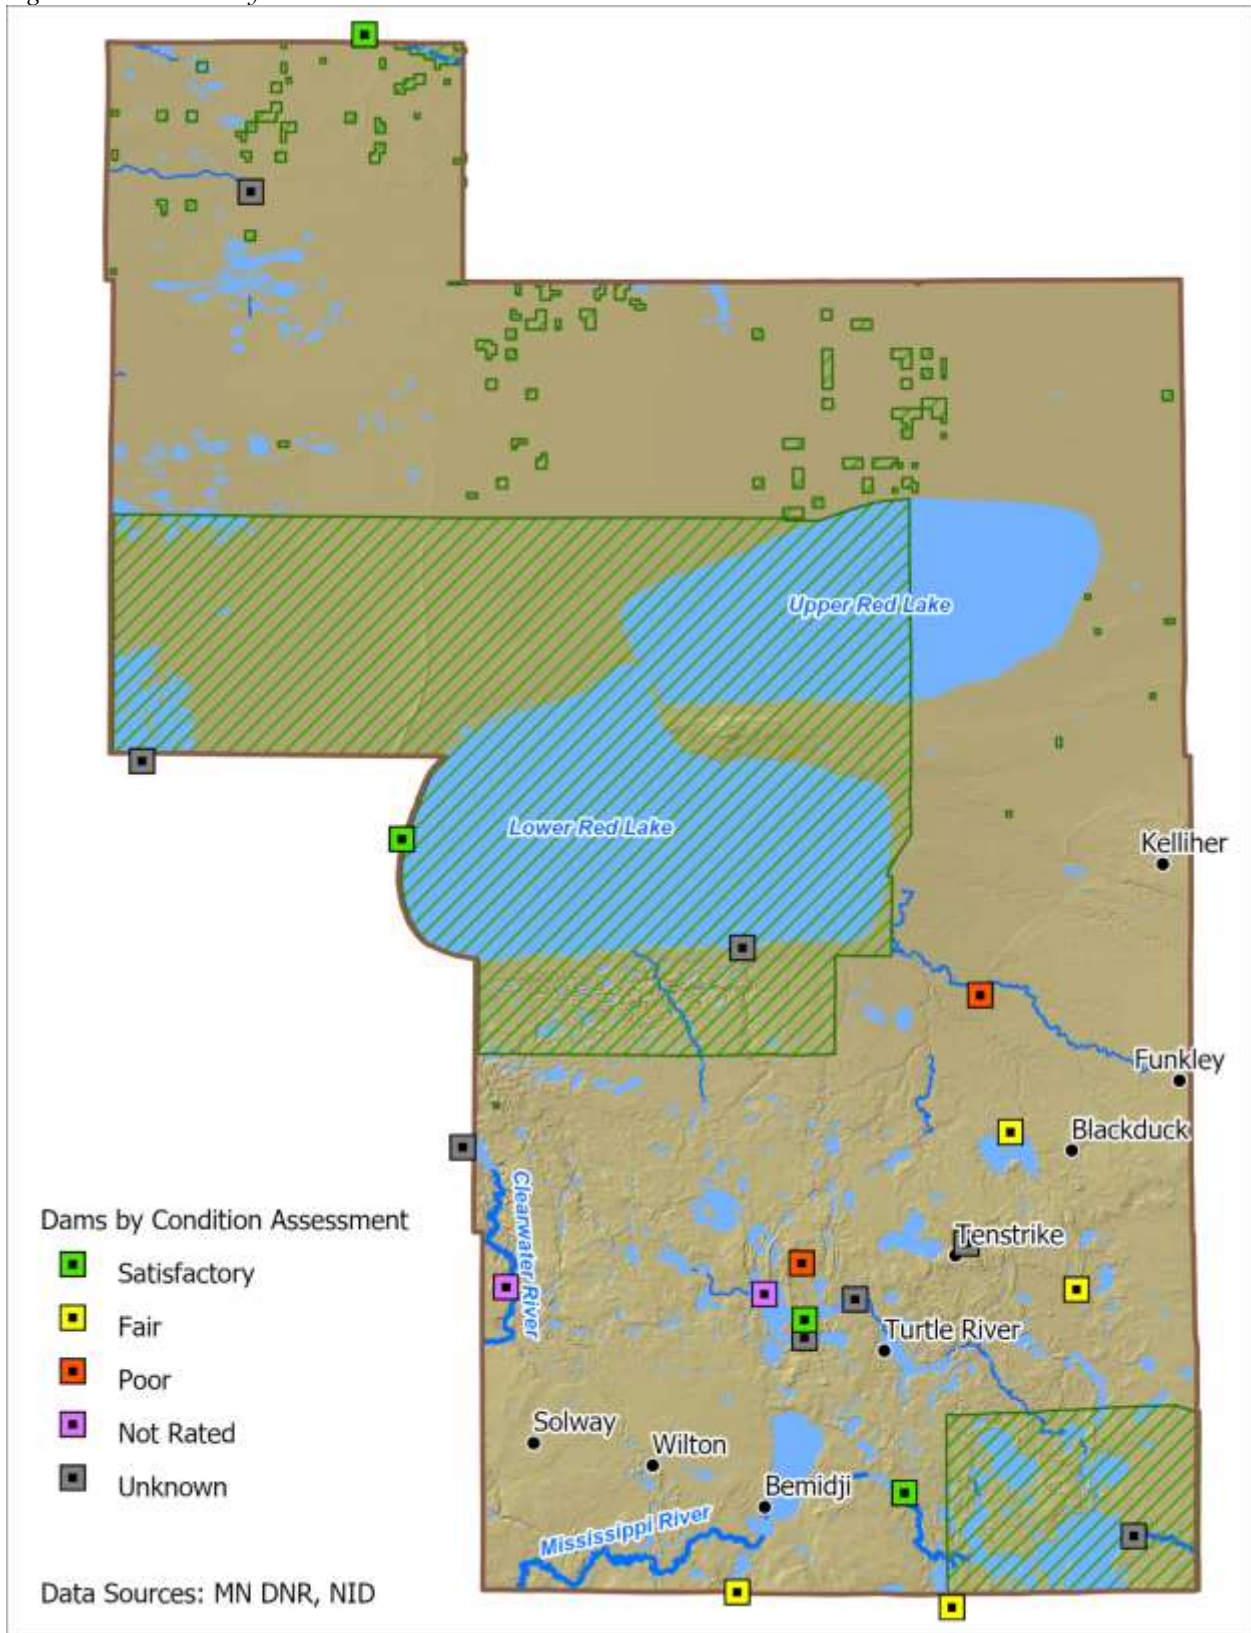 Upper Red Lake
Lower Red Lake
Kelliher
Funkley
Blackduck
Clearwater River
Tenstrike
Turtle River
Solway
Wilton
Bemidji
Mississippi River
Dams by Condition Assessment
Satisfactory
Fair
Poor
Not Rated
Unknown
Data Sources: MN DNR, NID